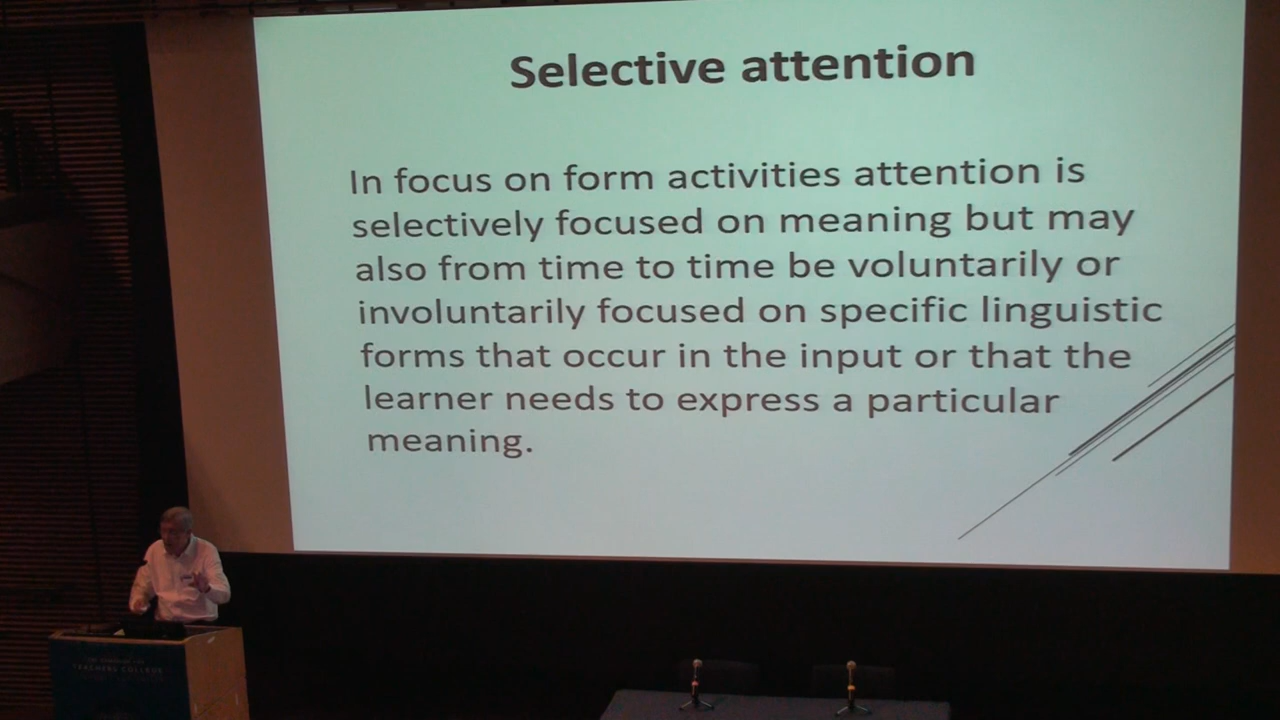 Selective attention
In focus on form activities attention is
selectively focused on meaning but may
also from time to time be voluntarily or
involuntarily focused on specific linguistic
forms that occur in the input or that the
learner needs to express a particular
meaning.
TEACHERS COLLEGE